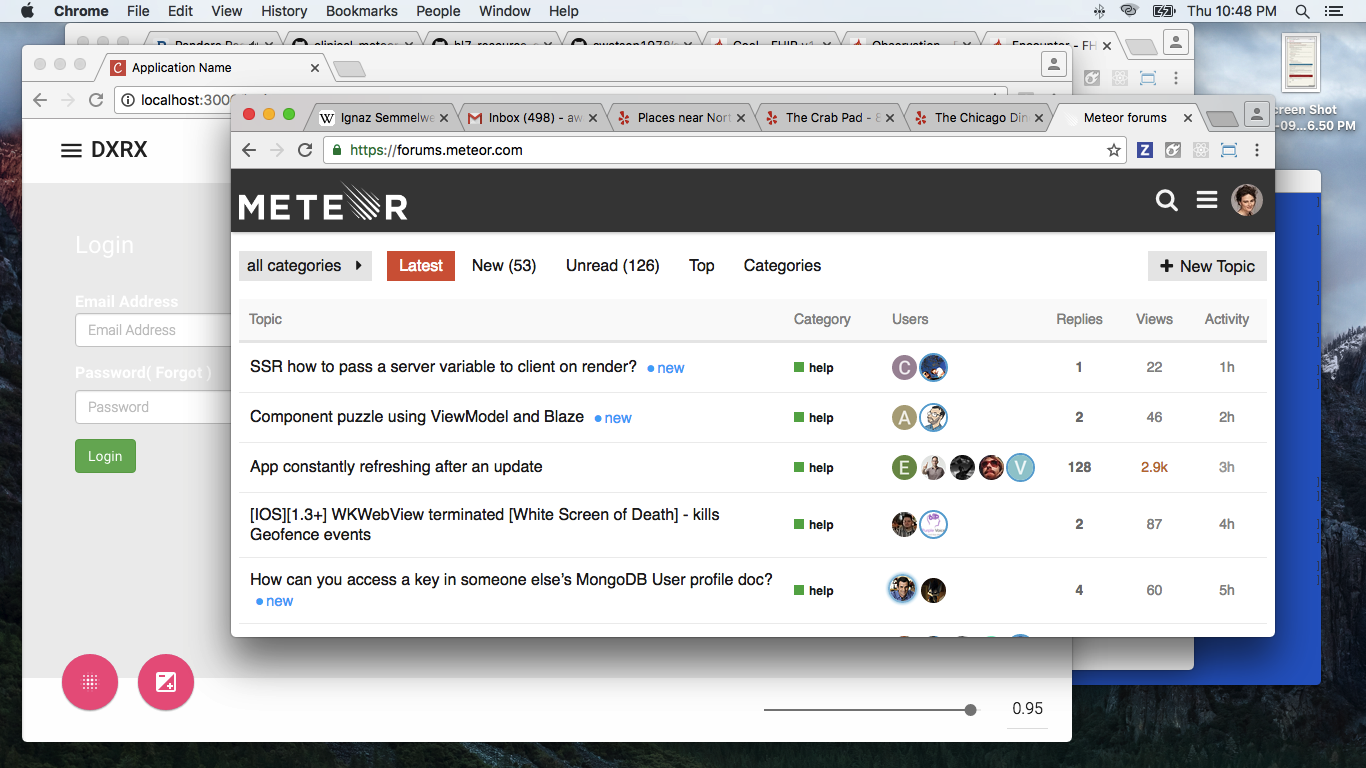 Chrome File Edit View History Bookmarks People Window Help Thu 10:48 PM
Application Name
localhost:300
Ignaz Semmelwe Inbox (498) - aw Places near Nort The Crab Pad - 8 The Chicago Din Meteor forums
creen Shot
-09...6.50 PM
https://forums.meteor.com
DXRX
METEOR
Login
all categories Latest New (53) Unread (126) Top Categories + New Topic
Email Address
Email Address
Password( Forgot )
Password
Login
Topic Category Users Replies Views Activity
SSR how to pass a server variable to client on render? new help C 1 22 1h
Component puzzle using ViewModel and Blaze new help A 2 46 2h
App constantly refreshing after an update help E V 128 2.9k 3h
[IOS][1.3+] WKWebView terminated [White Screen of Death] - kills
Geofence events help 2 87 4h
How can you access a key in someone else's MongoDB User profile doc?
new help 4 60 5h
0.95